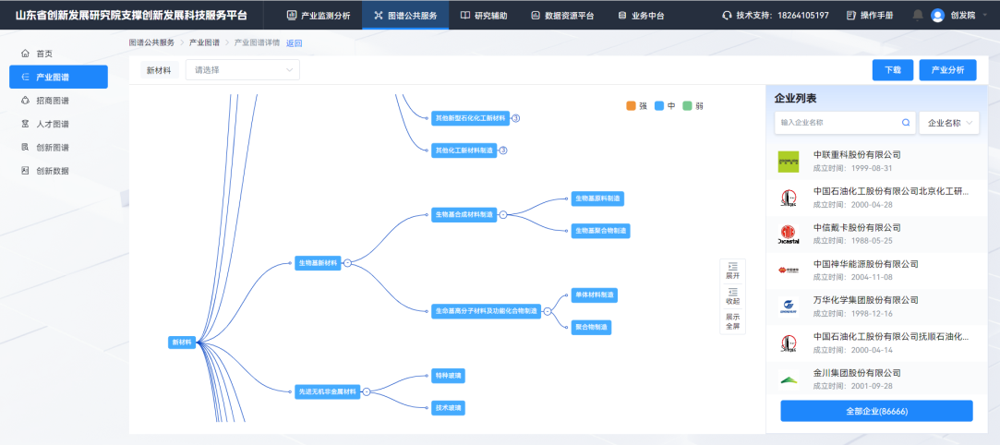 山东省创新发展研究院支撑创新发展科技服务平台
产业监测分析
图谱公共服务
研究辅助
数据资源平台
业务中台
技术支持：18264105197
操作手册
创发院
首页
产业图谱
招商图谱
人才图谱
创新图谱
创新数据
图谱公共服务 > 产业图谱 > 产业图谱详情 返回
新材料
请选择
下载
产业分析
强 中 弱
其他新型石化化工新材料 3
其他化工新材料制造 3
生物基合成材料制造
生物基原料制造
生物基聚合物制造
生物基新材料
生命基高分子材料及功能化合物制造
单体材料制造
聚合物制造
新材料
先进无机非金属材料
特种玻璃
技术玻璃
展开
收起
展示
全屏
企业列表
输入企业名称
企业名称
中联重科股份有限公司
成立时间：1999-08-31
中国石油化工股份有限公司北京化工研...
成立时间：2000-04-28
中信戴卡股份有限公司
成立时间：1988-05-25
Dicastal
中国神华能源股份有限公司
成立时间：2004-11-08
万华化学集团股份有限公司
成立时间：1998-12-16
中国石油化工股份有限公司抚顺石油化...
成立时间：2000-04-14
金川集团股份有限公司
成立时间：2001-09-28
全部企业(86666)